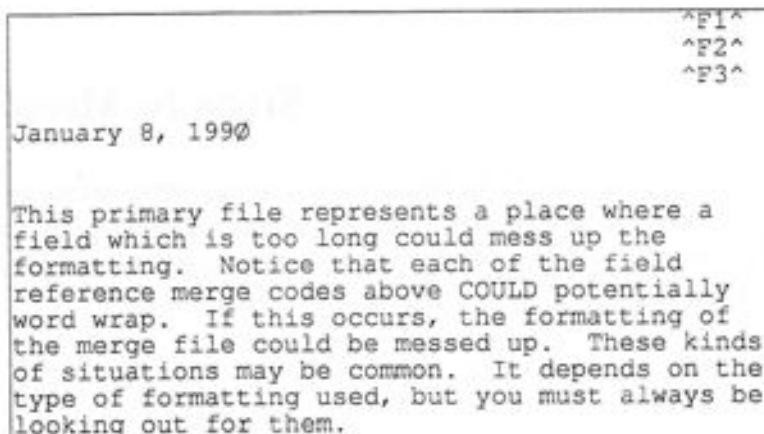 ^F1^
^F2^
^F3^
January 8, 1990
This primary file represents a place where a
field which is too long could mess up the
formatting.  Notice that each of the field
reference merge codes above COULD potentially
word wrap.  If this occurs, the formatting of
the merge file could be messed up.  These kinds
of situations may be common.  It depends on the
type of formatting used, but you must always be
looking out for them.